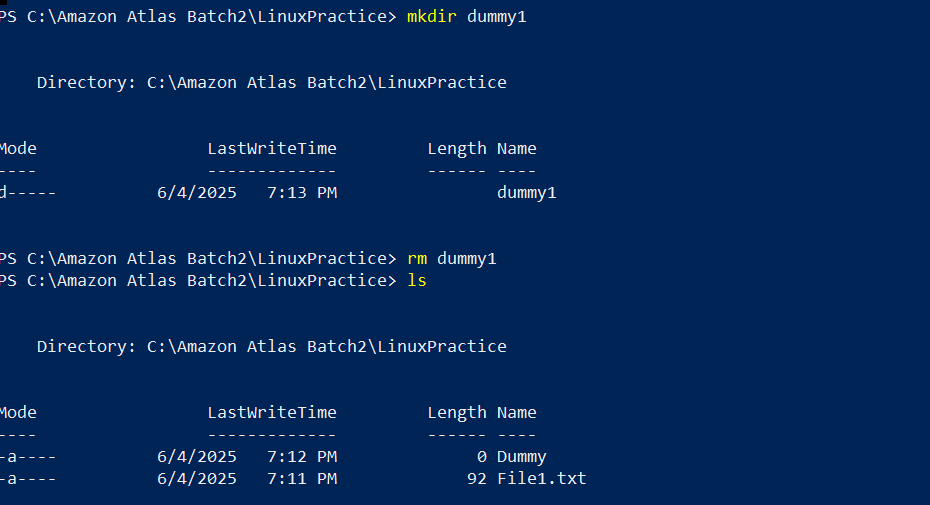 PS C:\Amazon Atlas Batch2\LinuxPractice> mkdir dummy1
Directory: C:\Amazon Atlas Batch2\LinuxPractice
Mode LastWriteTime Length Name
---- ------------- ------ ----
d----- 6/4/2025 7:13 PM dummy1
PS C:\Amazon Atlas Batch2\LinuxPractice> rm dummy1
PS C:\Amazon Atlas Batch2\LinuxPractice> ls
Directory: C:\Amazon Atlas Batch2\LinuxPractice
Mode LastWriteTime Length Name
---- ------------- ------ ----
-a---- 6/4/2025 7:12 PM 0 Dummy
-a---- 6/4/2025 7:11 PM 92 File1.txt